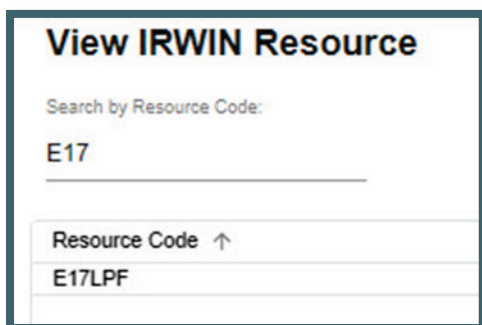 View IRWIN Resource
Search by Resource Code:
E17
Resource Code ↑
E17LPF